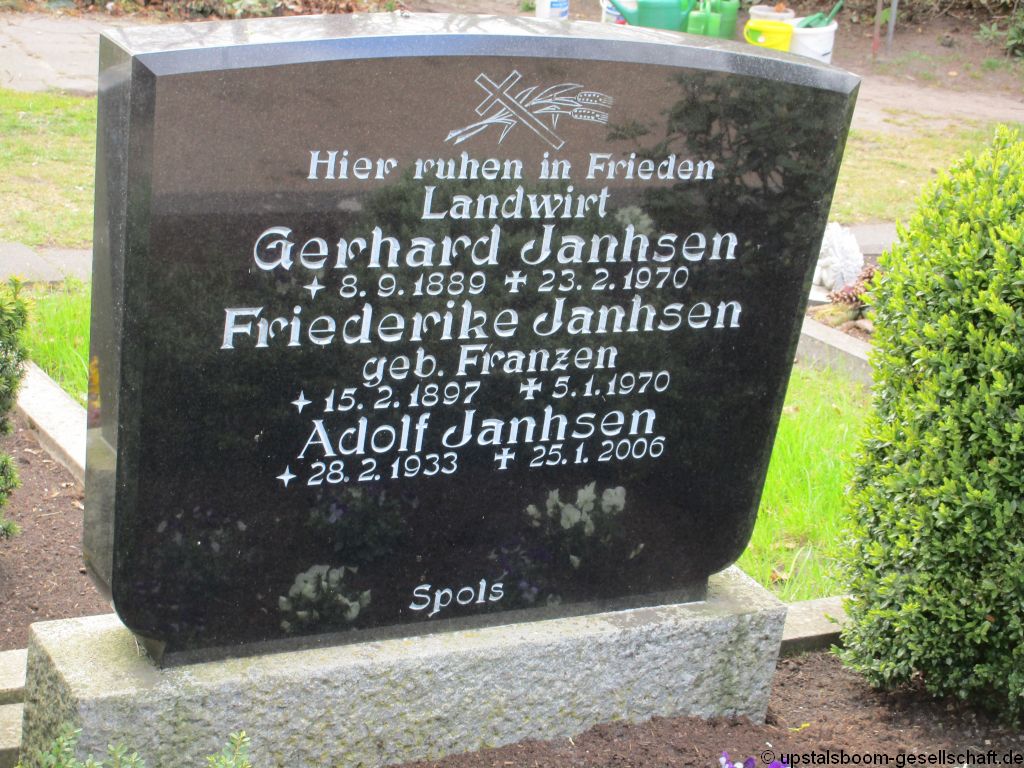 Hier ruhen in Frieden
Landwirt
Gerhard Janhsen
✦ 8. 9. 1889 ✝ 23. 2. 1970
Friederike Janhsen
geb. Franzen
✦ 15. 2. 1897 ✝ 5. 1. 1970
Adolf Janhsen
✦ 28. 2. 1933 ✝ 25. 1. 2006
Spols
© upstalsboom-gesellschaft.de